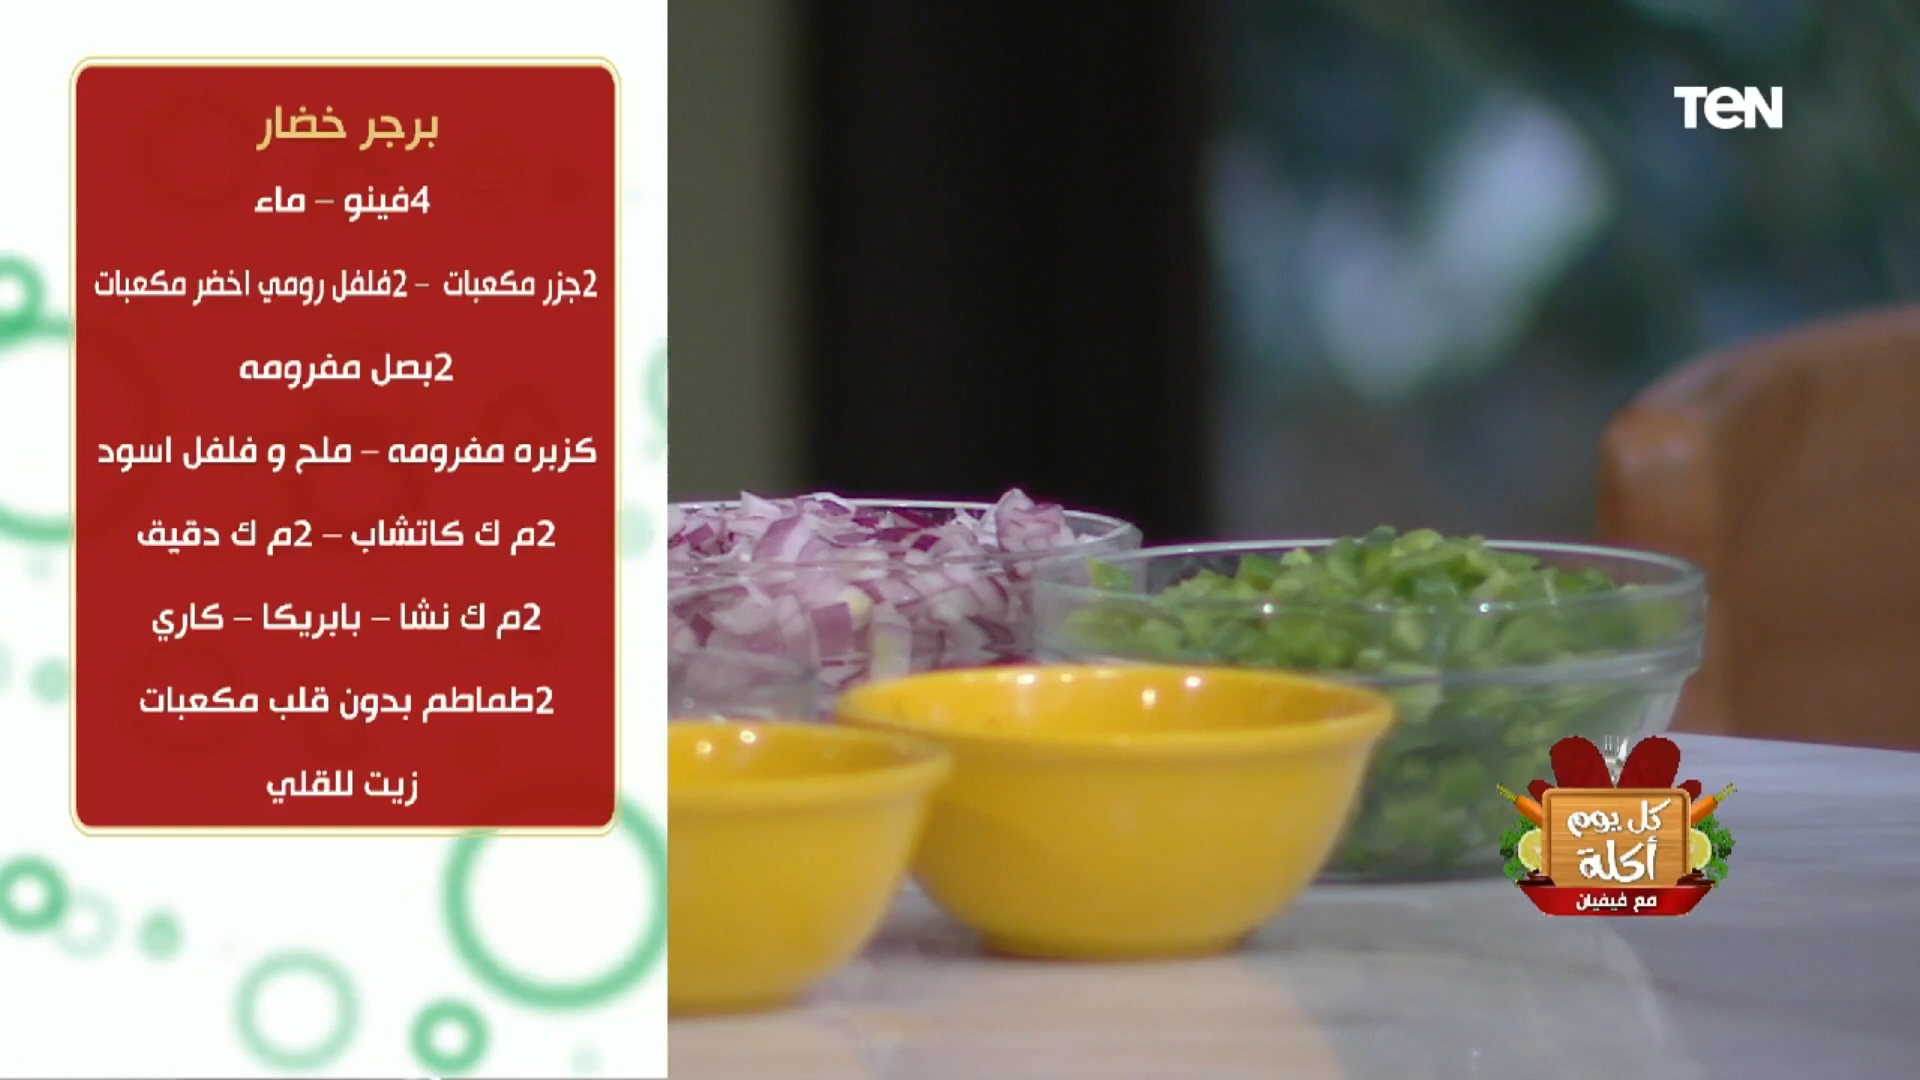 برجر خضار
4فينو – ماء
2جزر مكعبات – 2فلفل رومي اخضر مكعبات
2بصل مفرومه
كزبره مفرومه – ملح و فلفل اسود
2م ك كاتشاب – 2م ك دقيق
2م ك نشا – بابريكا – كاري
2طماطم بدون قلب مكعبات
زيت للقلي
TeN
كل يوم
أكلة
مع فيفيان